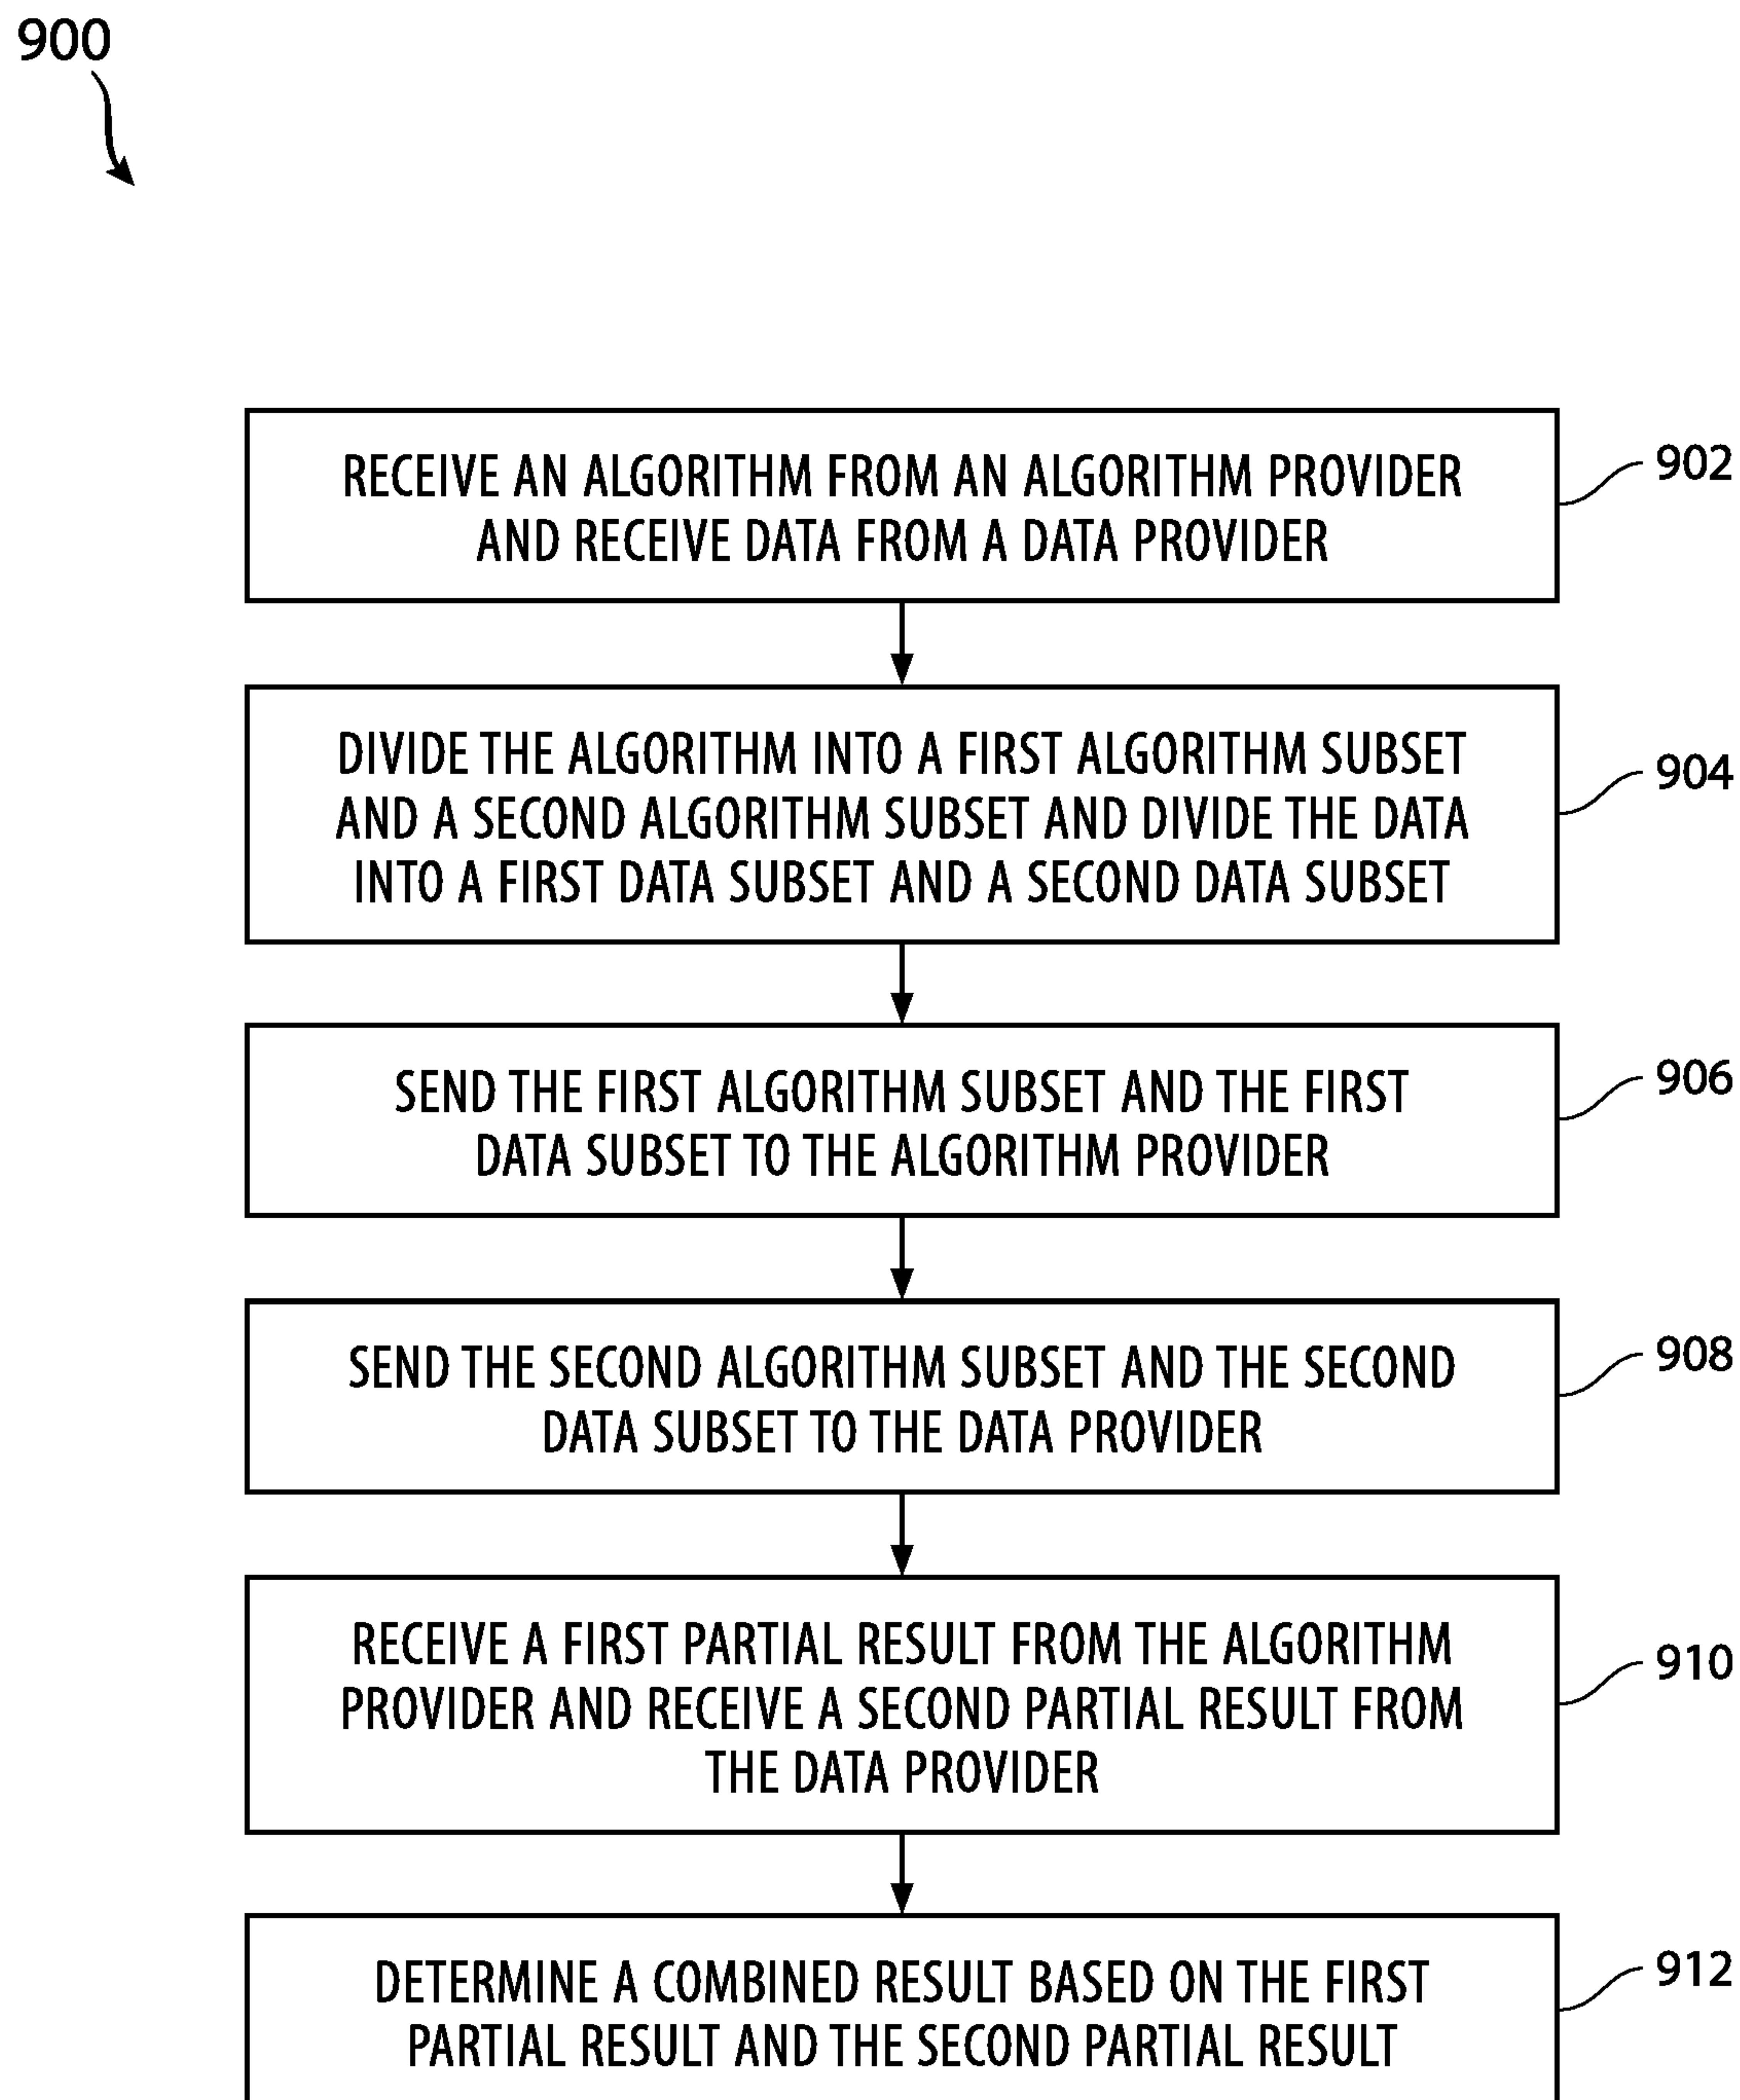 900
RECEIVE AN ALGORITHM FROM AN ALGORITHM PROVIDER
AND RECEIVE DATA FROM A DATA PROVIDER
902
DIVIDE THE ALGORITHM INTO A FIRST ALGORITHM SUBSET
AND A SECOND ALGORITHM SUBSET AND DIVIDE THE DATA
INTO A FIRST DATA SUBSET AND A SECOND DATA SUBSET
904
SEND THE FIRST ALGORITHM SUBSET AND THE FIRST
DATA SUBSET TO THE ALGORITHM PROVIDER
906
SEND THE SECOND ALGORITHM SUBSET AND THE SECOND
DATA SUBSET TO THE DATA PROVIDER
908
RECEIVE A FIRST PARTIAL RESULT FROM THE ALGORITHM
PROVIDER AND RECEIVE A SECOND PARTIAL RESULT FROM
THE DATA PROVIDER
910
DETERMINE A COMBINED RESULT BASED ON THE FIRST
PARTIAL RESULT AND THE SECOND PARTIAL RESULT
912